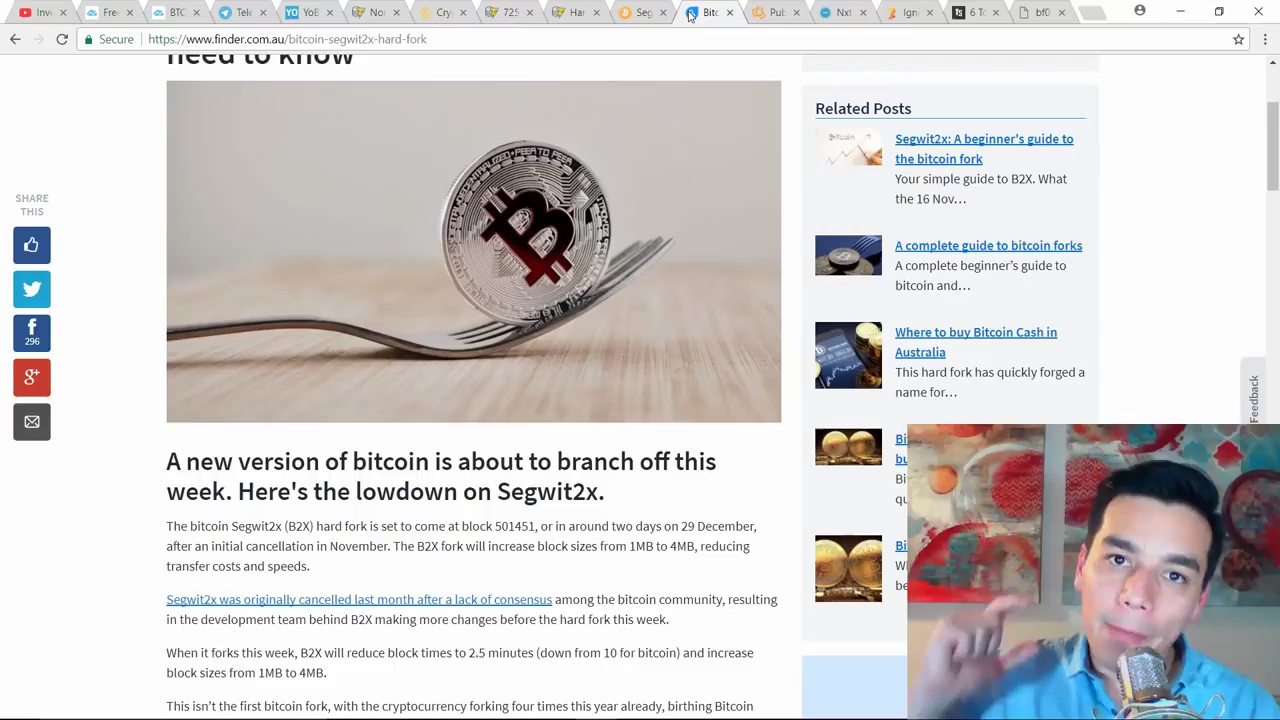 Inve
Free
BTC
Tele
YoB
Nor
Cry
725
Har
Seg
Bitc
Pub
Nxt
Igni
6 To
bf0
Secure
https://www.finder.com.au/bitcoin-segwit2x-hard-fork
need to know
SHARE
THIS
296
Related Posts
Segwit2x: A beginner's guide to
the bitcoin fork
Your simple guide to B2X. What
the 16 Nov…
A complete guide to bitcoin forks
A complete beginner's guide to
bitcoin and…
Where to buy Bitcoin Cash in
Australia
This hard fork has quickly forged a
name for…
Feedback
A new version of bitcoin is about to branch off this
week. Here's the lowdown on Segwit2x.
The bitcoin Segwit2x (B2X) hard fork is set to come at block 501451, or in around two days on 29 December,
after an initial cancellation in November. The B2X fork will increase block sizes from 1MB to 4MB, reducing
transfer costs and speeds.
Segwit2x was originally cancelled last month after a lack of consensus among the bitcoin community, resulting
in the development team behind B2X making more changes before the hard fork this week.
When it forks this week, B2X will reduce block times to 2.5 minutes (down from 10 for bitcoin) and increase
block sizes from 1MB to 4MB.
This isn't the first bitcoin fork, with the cryptocurrency forking four times this year already, birthing Bitcoin